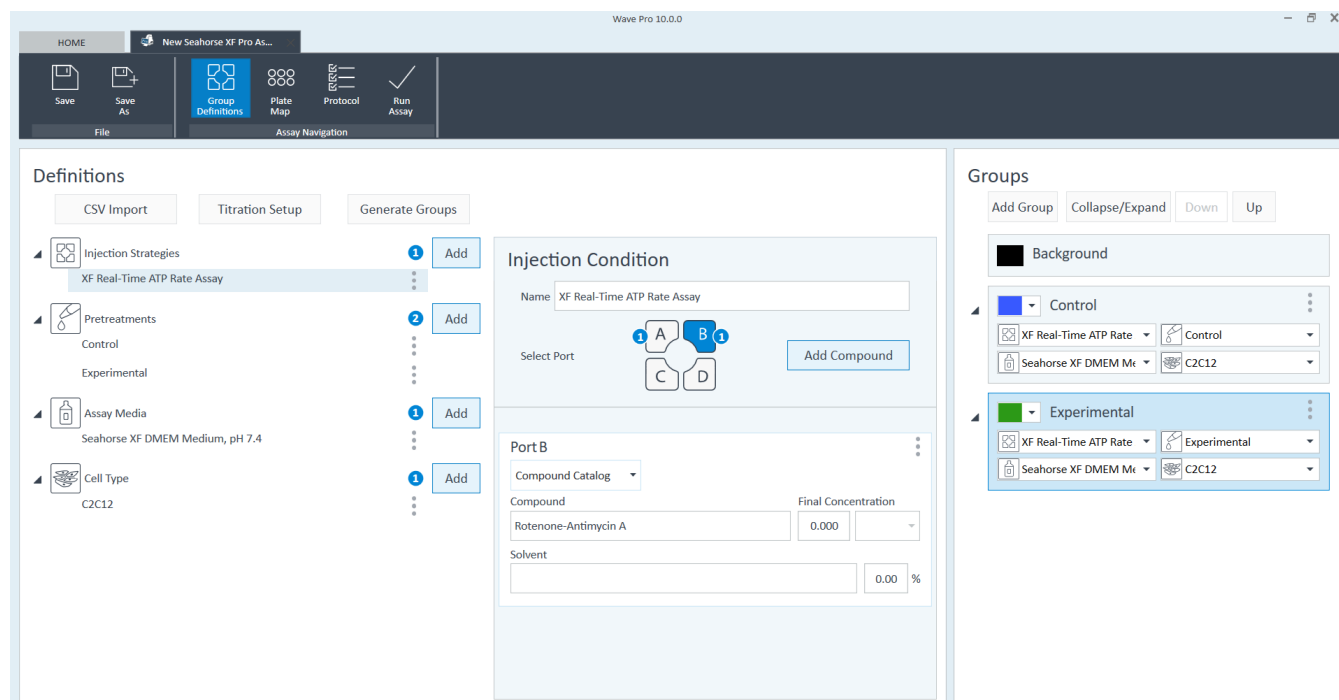 Wave Pro 10.0.0
HOME
New Seahorse XF Pro As...
Save
Save As
Group Definitions
Plate Map
Protocol
Run Assay
File
Assay Navigation
Definitions
CSV Import
Titration Setup
Generate Groups
Injection Strategies
1
Add
XF Real-Time ATP Rate Assay
Pretreatments
2
Add
Control
Experimental
Assay Media
1
Add
Seahorse XF DMEM Medium, pH 7.4
Cell Type
1
Add
C2C12
Injection Condition
Name
XF Real-Time ATP Rate Assay
Select Port
1
A
B
1
C
D
Add Compound
Port B
Compound Catalog
Compound
Final Concentration
Rotenone-Antimycin A
0.000
Solvent
0.00
%
Groups
Add Group
Collapse/Expand
Down
Up
Background
Control
XF Real-Time ATP Rate
Control
Seahorse XF DMEM Me
C2C12
Experimental
XF Real-Time ATP Rate
Experimental
Seahorse XF DMEM Me
C2C12